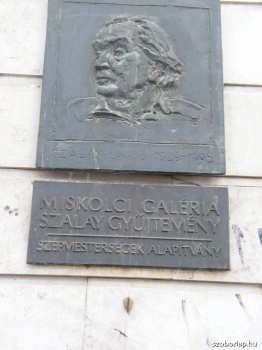 MISKOLCI GALÉRIA
SZALAY GYŰJTEMÉNY
SZÉPMESTERSÉGEK ALAPÍTVÁNY
szoborlap.hu